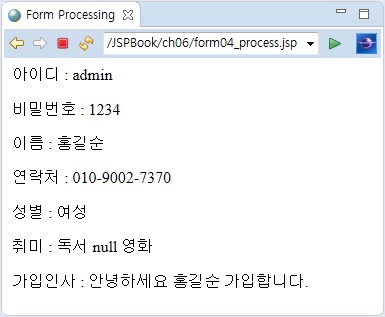 Form Processing
/JSPBook/ch06/form04_process.jsp
아이디 : admin
비밀번호 : 1234
이름 : 홍길순
연락처 : 010-9002-7370
성별 : 여성
취미 : 독서 null 영화
가입인사 : 안녕하세요 홍길순 가입합니다.